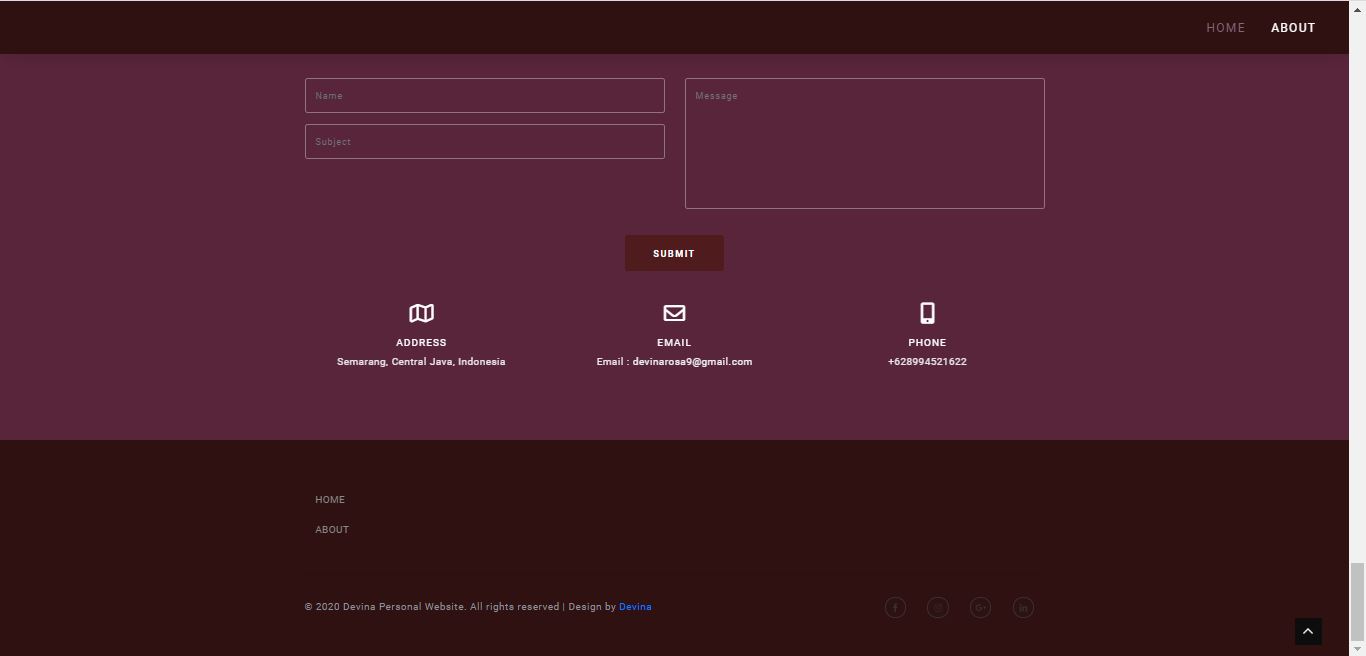 HOME ABOUT
Name
Message
Subject
SUBMIT
ADDRESS
Semarang, Central Java, Indonesia
EMAIL
Email : devinarosa9@gmail.com
PHONE
+628994521622
HOME
ABOUT
© 2020 Devina Personal Website. All rights reserved | Design by Devina